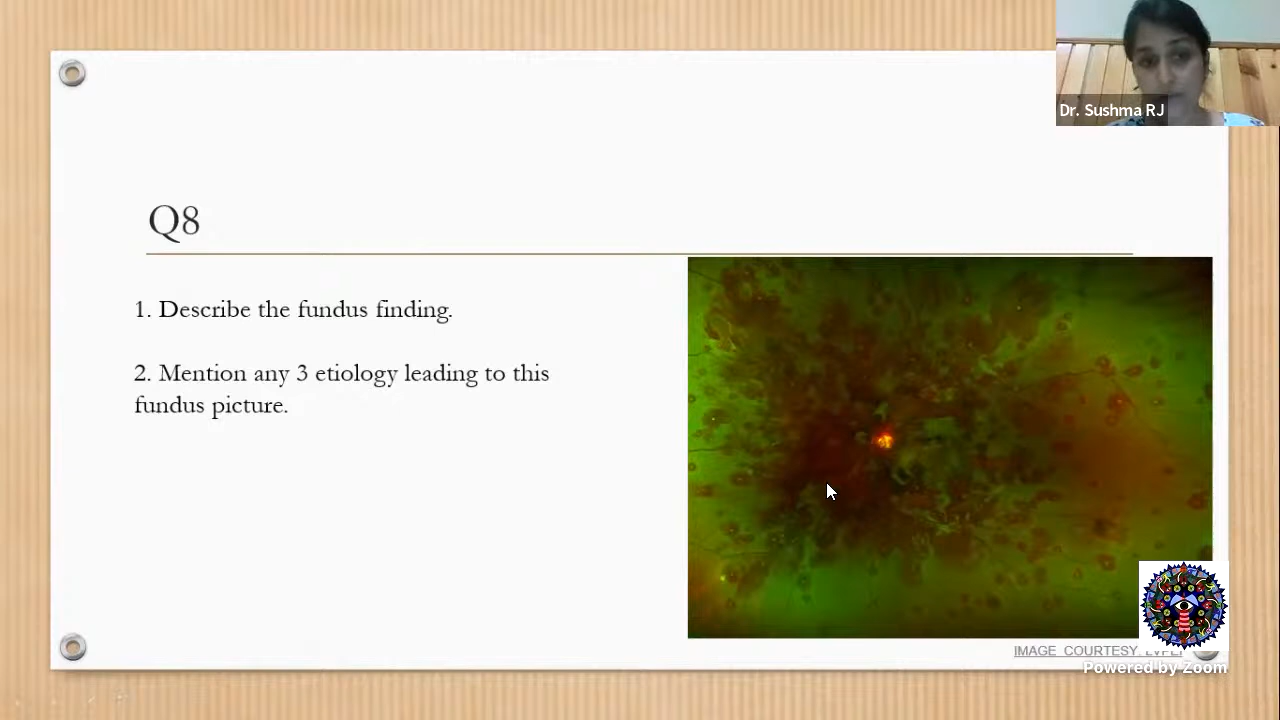 Dr. Sushma RJ
Q8
1. Describe the fundus finding.
2. Mention any 3 etiology leading to this
fundus picture.
IMAGE COURTESY:
Powered by Zoom